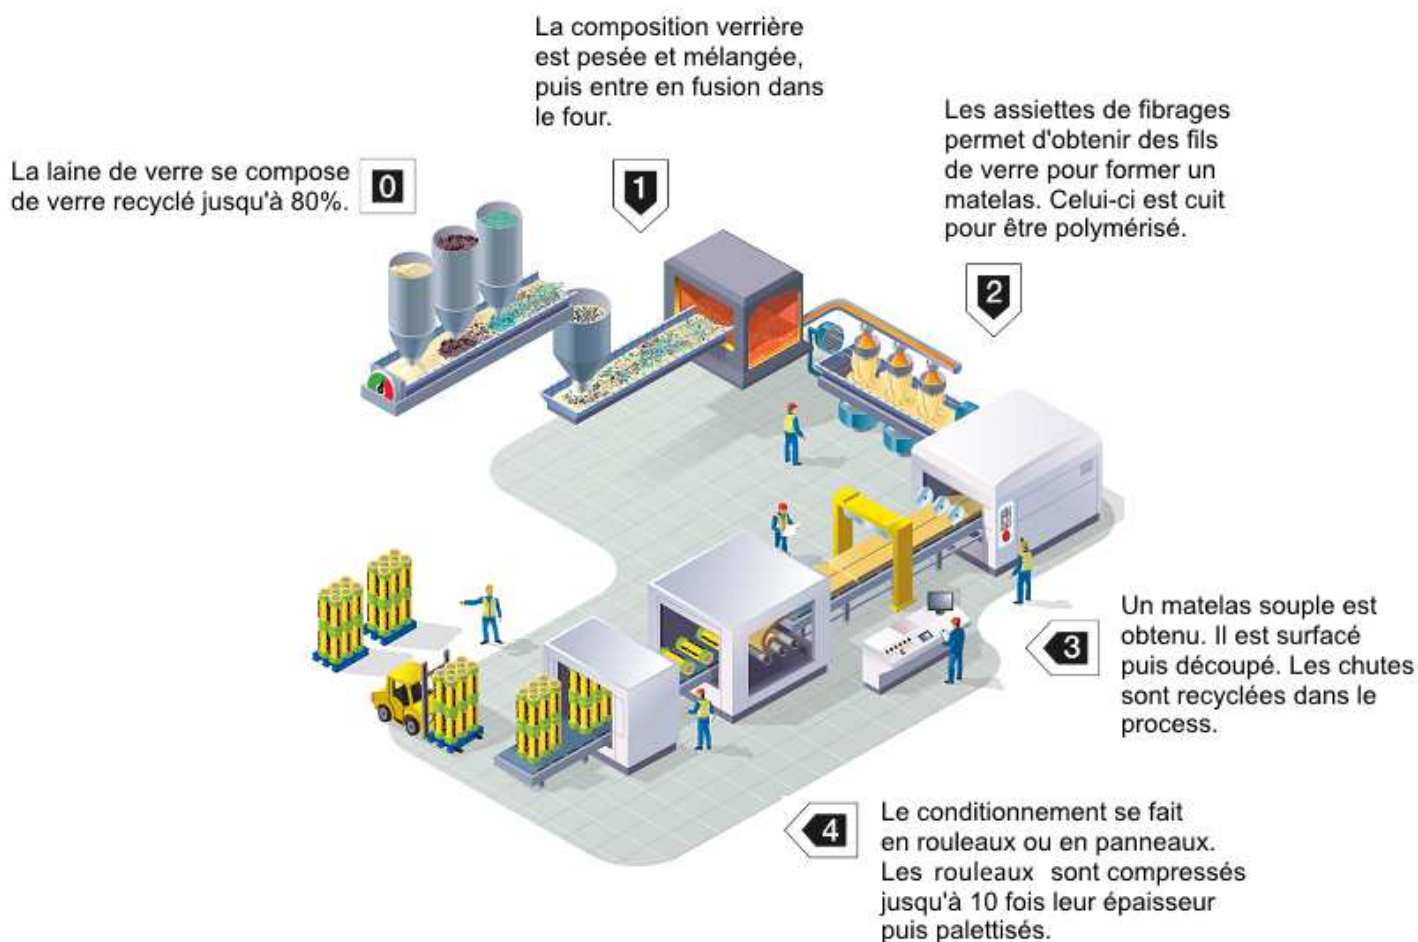 La laine de verre se compose
de verre recyclé jusqu'à 80%.
0
La composition verrière
est pesée et mélangée,
puis entre en fusion dans
le four.
1
Les assiettes de fibrages
permet d'obtenir des fils
de verre pour former un
matelas. Celui-ci est cuit
pour être polymérisé.
2
Un matelas souple est
obtenu. Il est surfacé
puis découpé. Les chutes
sont recyclées dans le
process.
3
Le conditionnement se fait
en rouleaux ou en panneaux.
Les rouleaux sont compressés
jusqu'à 10 fois leur épaisseur
puis palettisés.
4